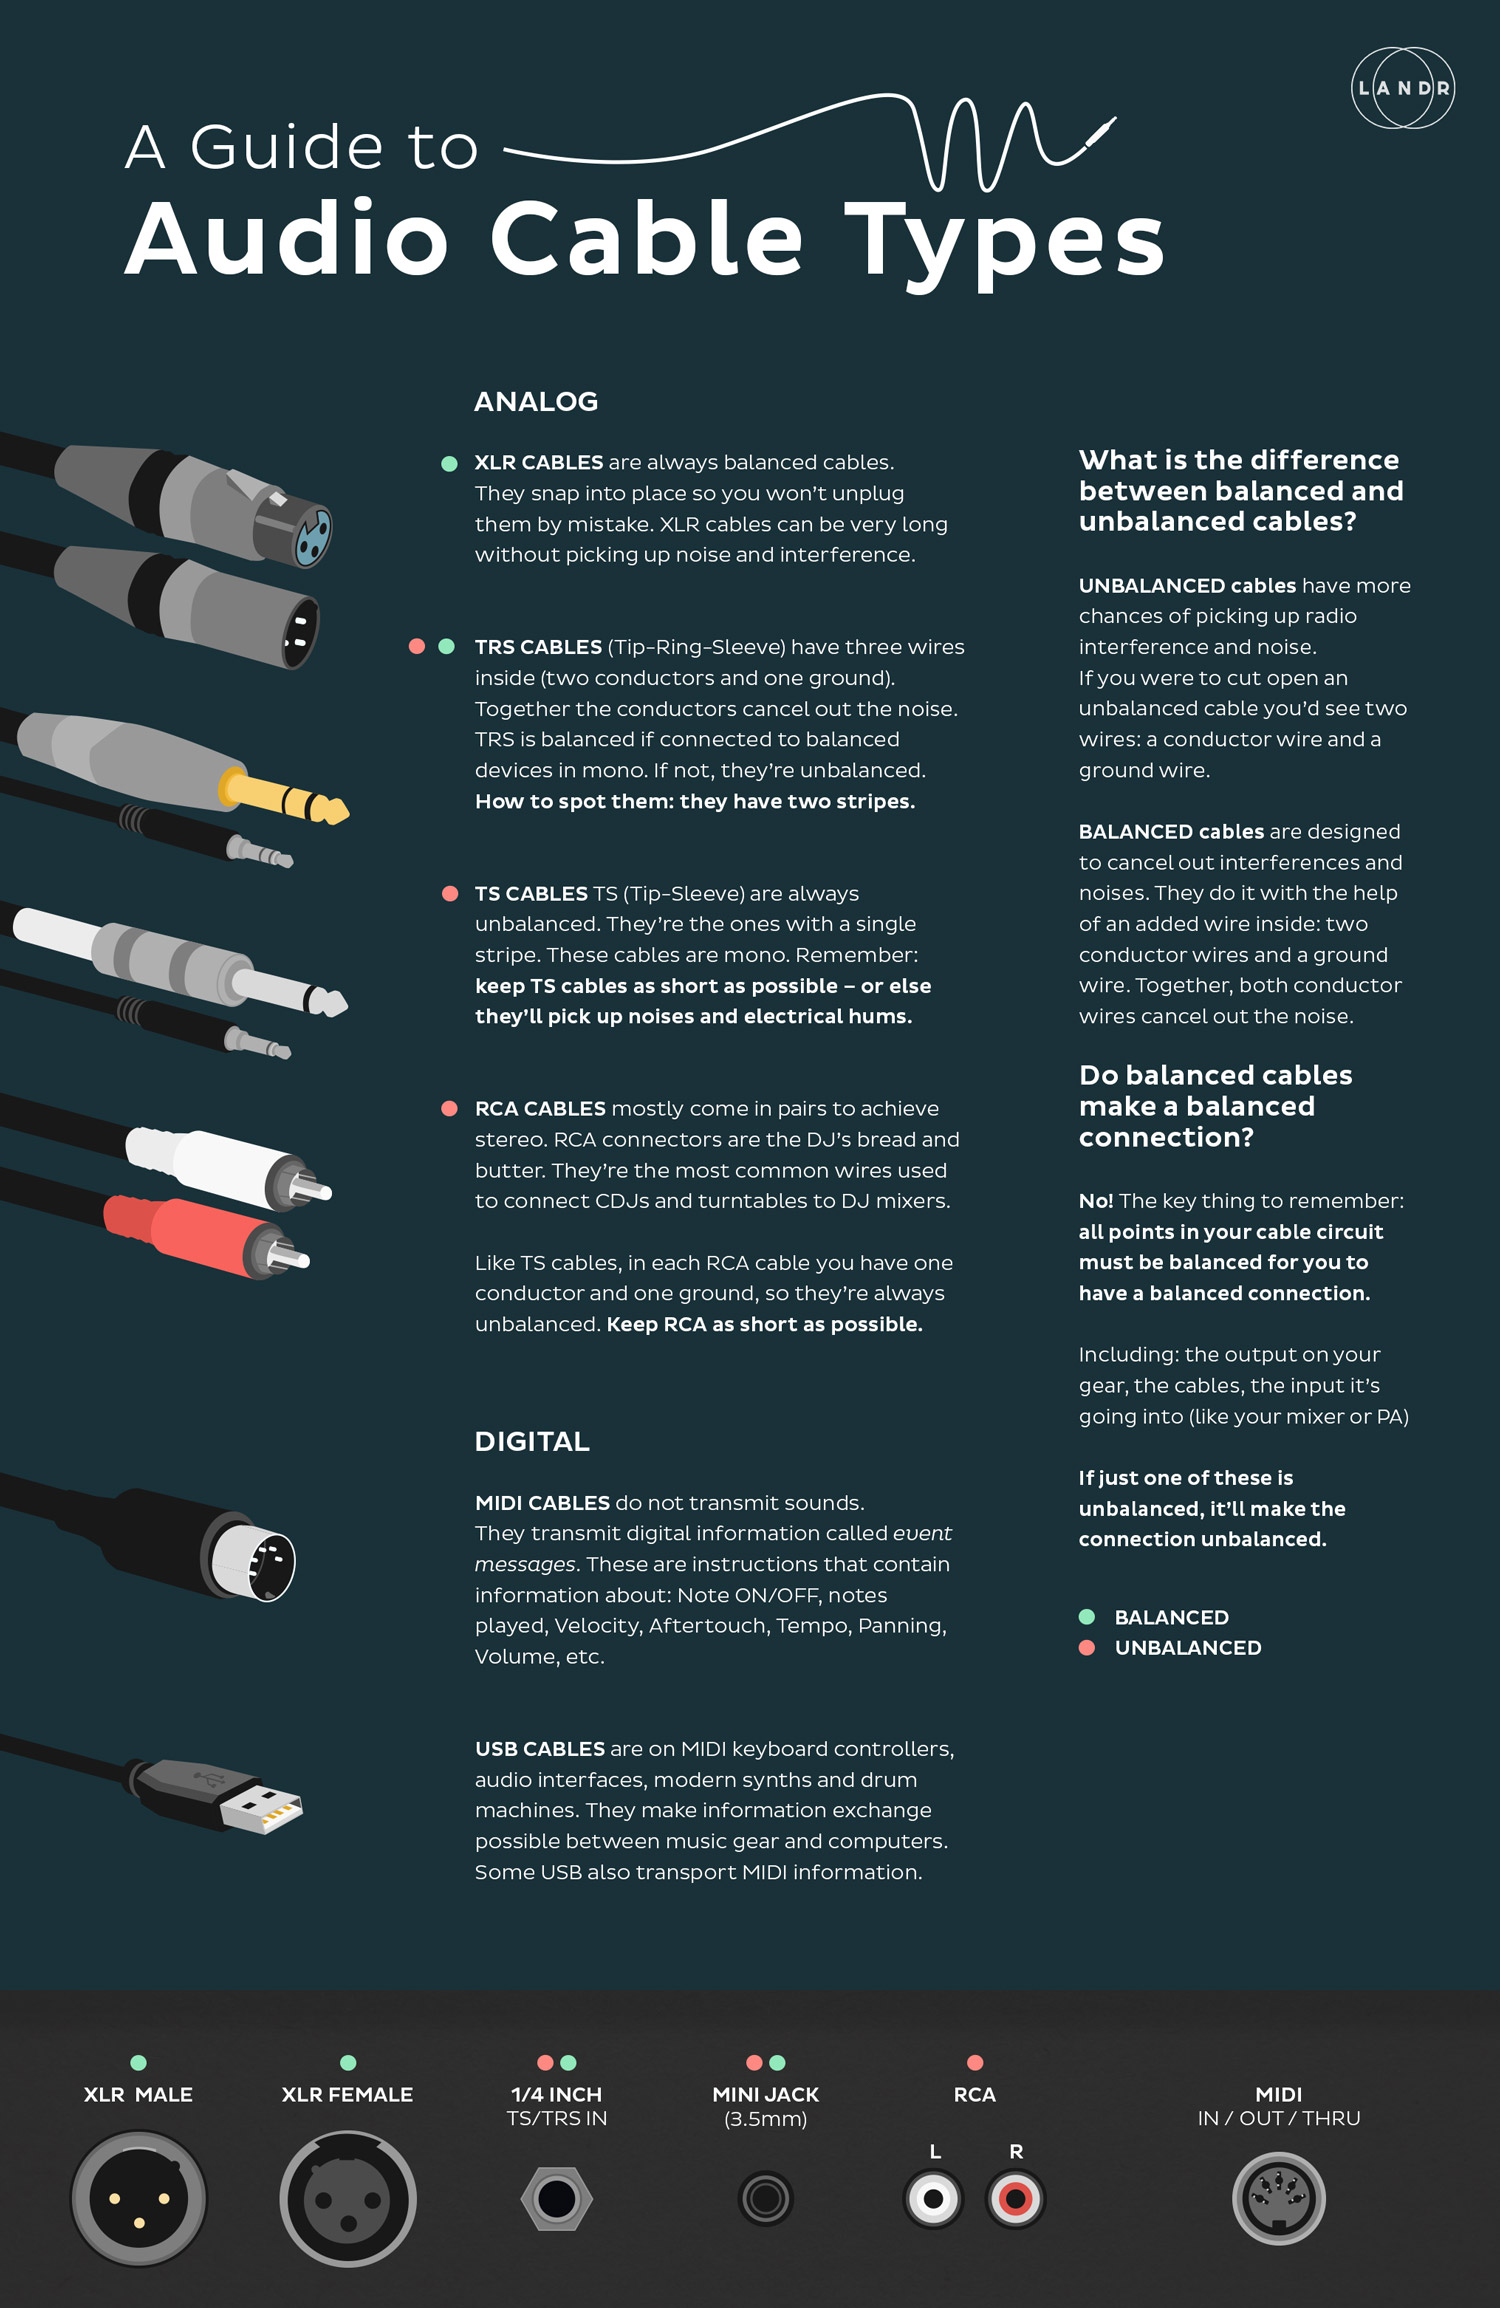 LANDR
A Guide to
Audio Cable Types
ANALOG
XLR CABLES are always balanced cables.
They snap into place so you won't unplug
them by mistake. XLR cables can be very long
without picking up noise and interference.
TRS CABLES (Tip-Ring-Sleeve) have three wires
inside (two conductors and one ground).
Together the conductors cancel out the noise.
TRS is balanced if connected to balanced
devices in mono. If not, they're unbalanced.
How to spot them: they have two stripes.
TS CABLES TS (Tip-Sleeve) are always
unbalanced. They're the ones with a single
stripe. These cables are mono. Remember:
keep TS cables as short as possible – or else
they'll pick up noises and electrical hums.
RCA CABLES mostly come in pairs to achieve
stereo. RCA connectors are the DJ's bread and
butter. They're the most common wires used
to connect CDJs and turntables to DJ mixers.
Like TS cables, in each RCA cable you have one
conductor and one ground, so they're always
unbalanced. Keep RCA as short as possible.
DIGITAL
MIDI CABLES do not transmit sounds.
They transmit digital information called event
messages. These are instructions that contain
information about: Note ON/OFF, notes
played, Velocity, Aftertouch, Tempo, Panning,
Volume, etc.
USB CABLES are on MIDI keyboard controllers,
audio interfaces, modern synths and drum
machines. They make information exchange
possible between music gear and computers.
Some USB also transport MIDI information.
What is the difference
between balanced and
unbalanced cables?
UNBALANCED cables have more
chances of picking up radio
interference and noise.
If you were to cut open an
unbalanced cable you'd see two
wires: a conductor wire and a
ground wire.
BALANCED cables are designed
to cancel out interferences and
noises. They do it with the help
of an added wire inside: two
conductor wires and a ground
wire. Together, both conductor
wires cancel out the noise.
Do balanced cables
make a balanced
connection?
No! The key thing to remember:
all points in your cable circuit
must be balanced for you to
have a balanced connection.
Including: the output on your
gear, the cables, the input it's
going into (like your mixer or PA)
If just one of these is
unbalanced, it'll make the
connection unbalanced.
BALANCED
UNBALANCED
XLR MALE
XLR FEMALE
1/4 INCH
TS/TRS IN
MINI JACK
(3.5mm)
RCA
L R
MIDI
IN / OUT / THRU